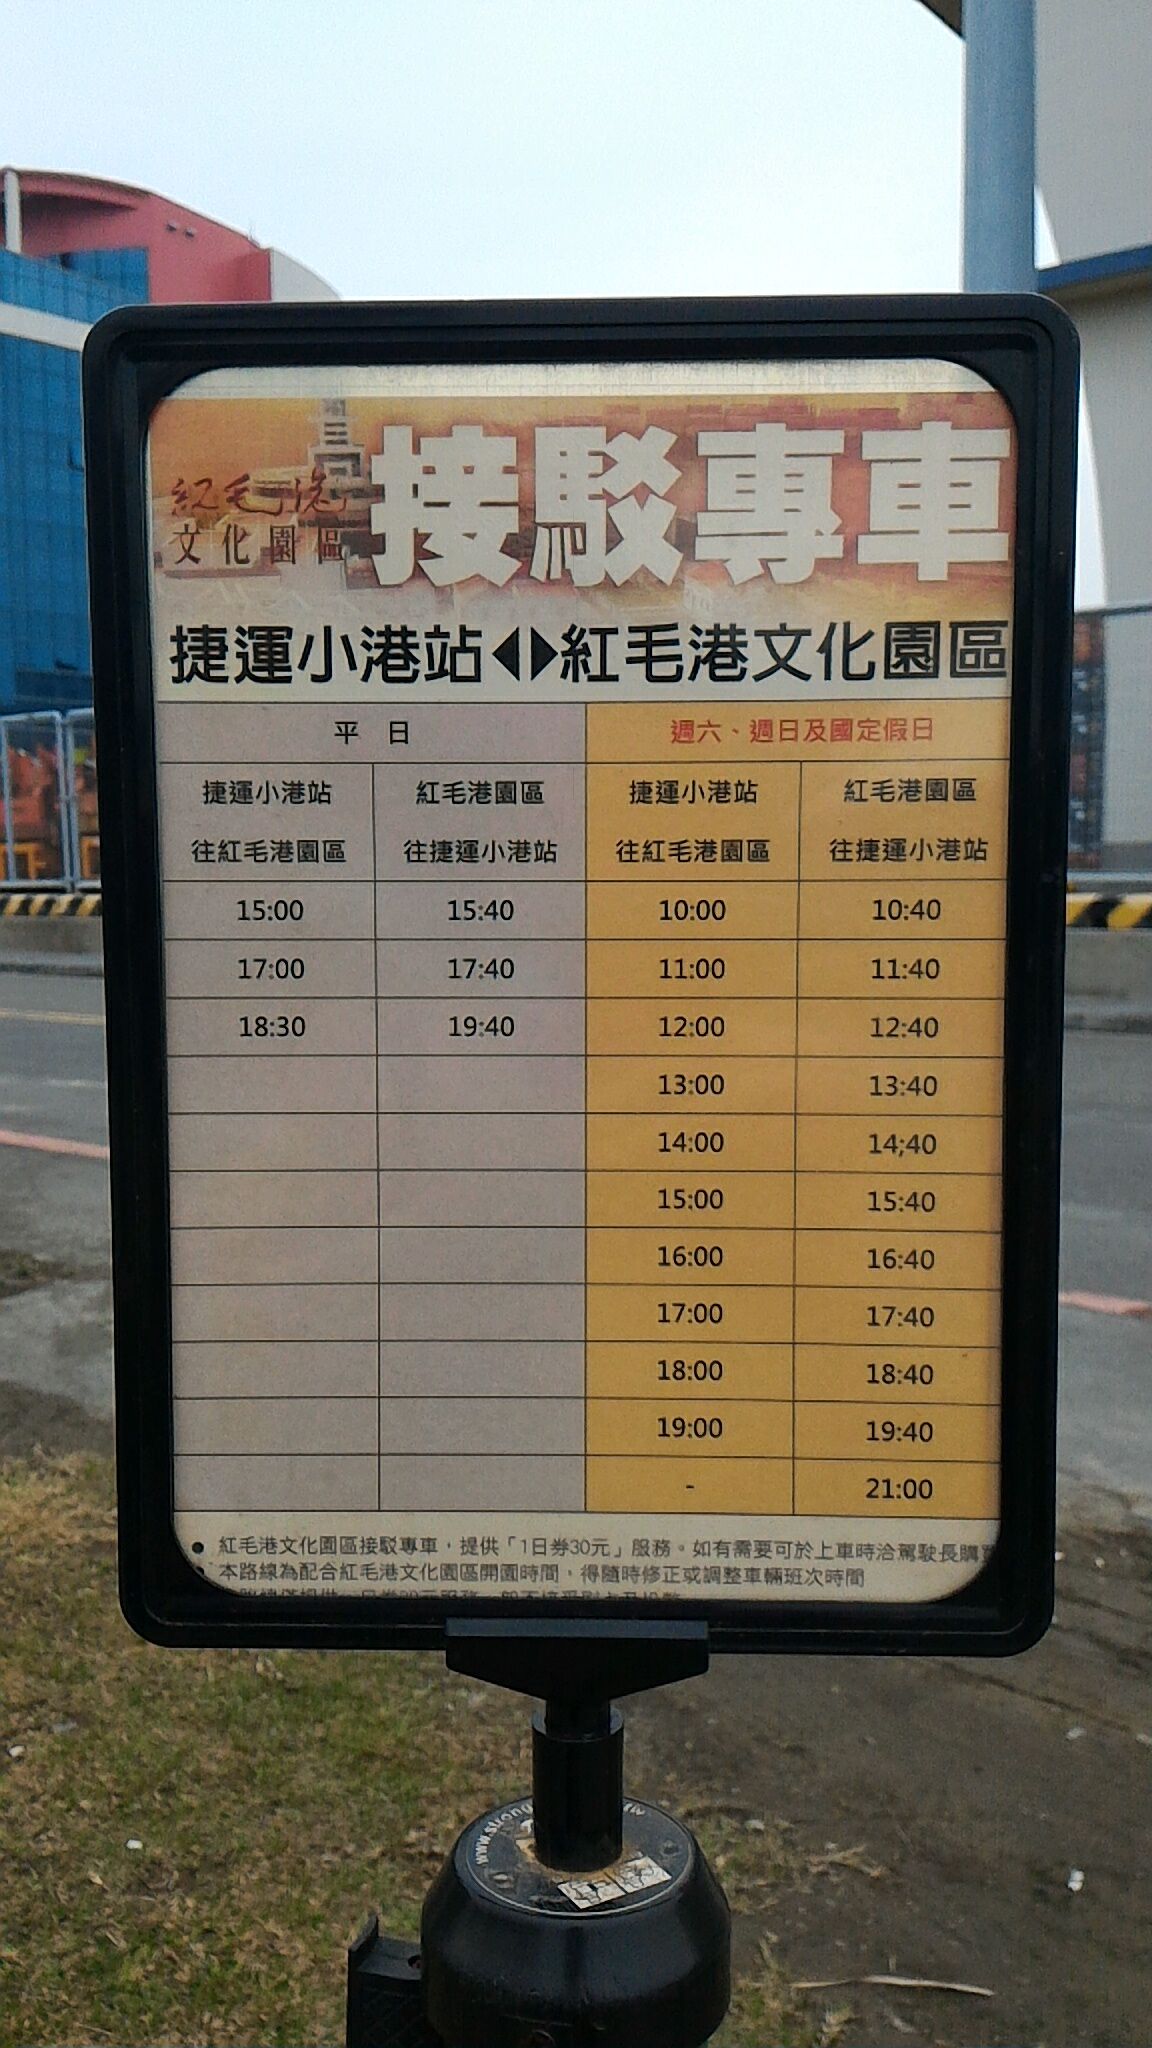 紅毛港
文化園區
接駁專車
捷運小港站◀▶紅毛港文化園區
平 日 週六、週日及國定假日
捷運小港站 紅毛港園區 捷運小港站 紅毛港園區
往紅毛港園區 往捷運小港站 往紅毛港園區 往捷運小港站
15:00 15:40 10:00 10:40
17:00 17:40 11:00 11:40
18:30 19:40 12:00 12:40
13:00 13:40
14:00 14;40
15:00 15:40
16:00 16:40
17:00 17:40
18:00 18:40
19:00 19:40
- 21:00
● 紅毛港文化園區接駁專車，提供「1日券30元」服務。如有需要可於上車時洽駕駛長購買
本路線為配合紅毛港文化園區開園時間，得隨時修正或調整車輛班次時間
www.strong